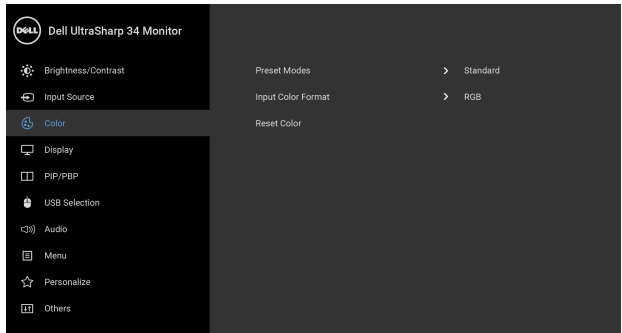 DELL Dell UltraSharp 34 Monitor
Brightness/Contrast
Input Source
Color
Display
PIP/PBP
USB Selection
Audio
Menu
Personalize
Others
Preset Modes > Standard
Input Color Format > RGB
Reset Color